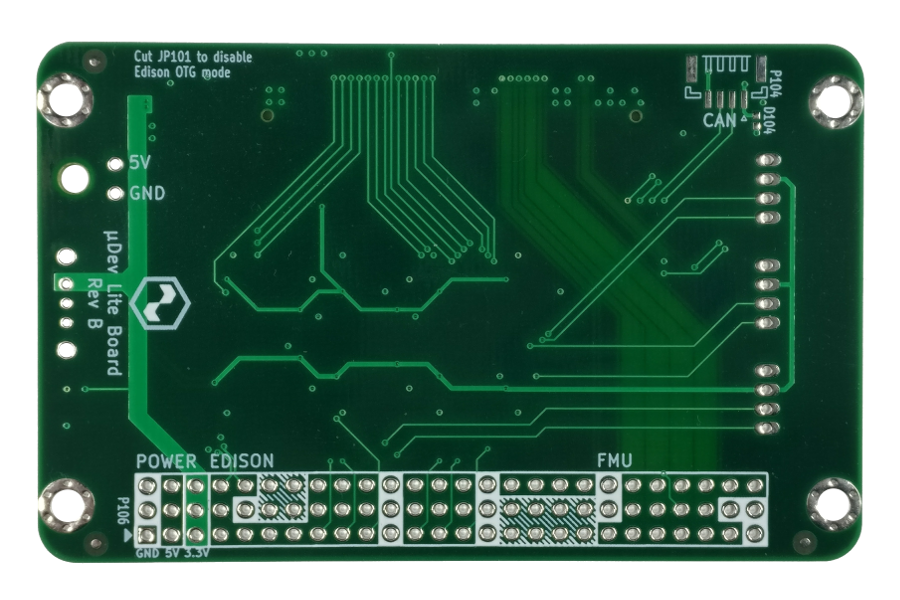 Cut JP101 to disable
Edison OTG mode
P104
D104
CAN
5V
GND
µDev Lite Board
Rev B
POWER EDISON
FMU
P106
GND 5V 3.3V